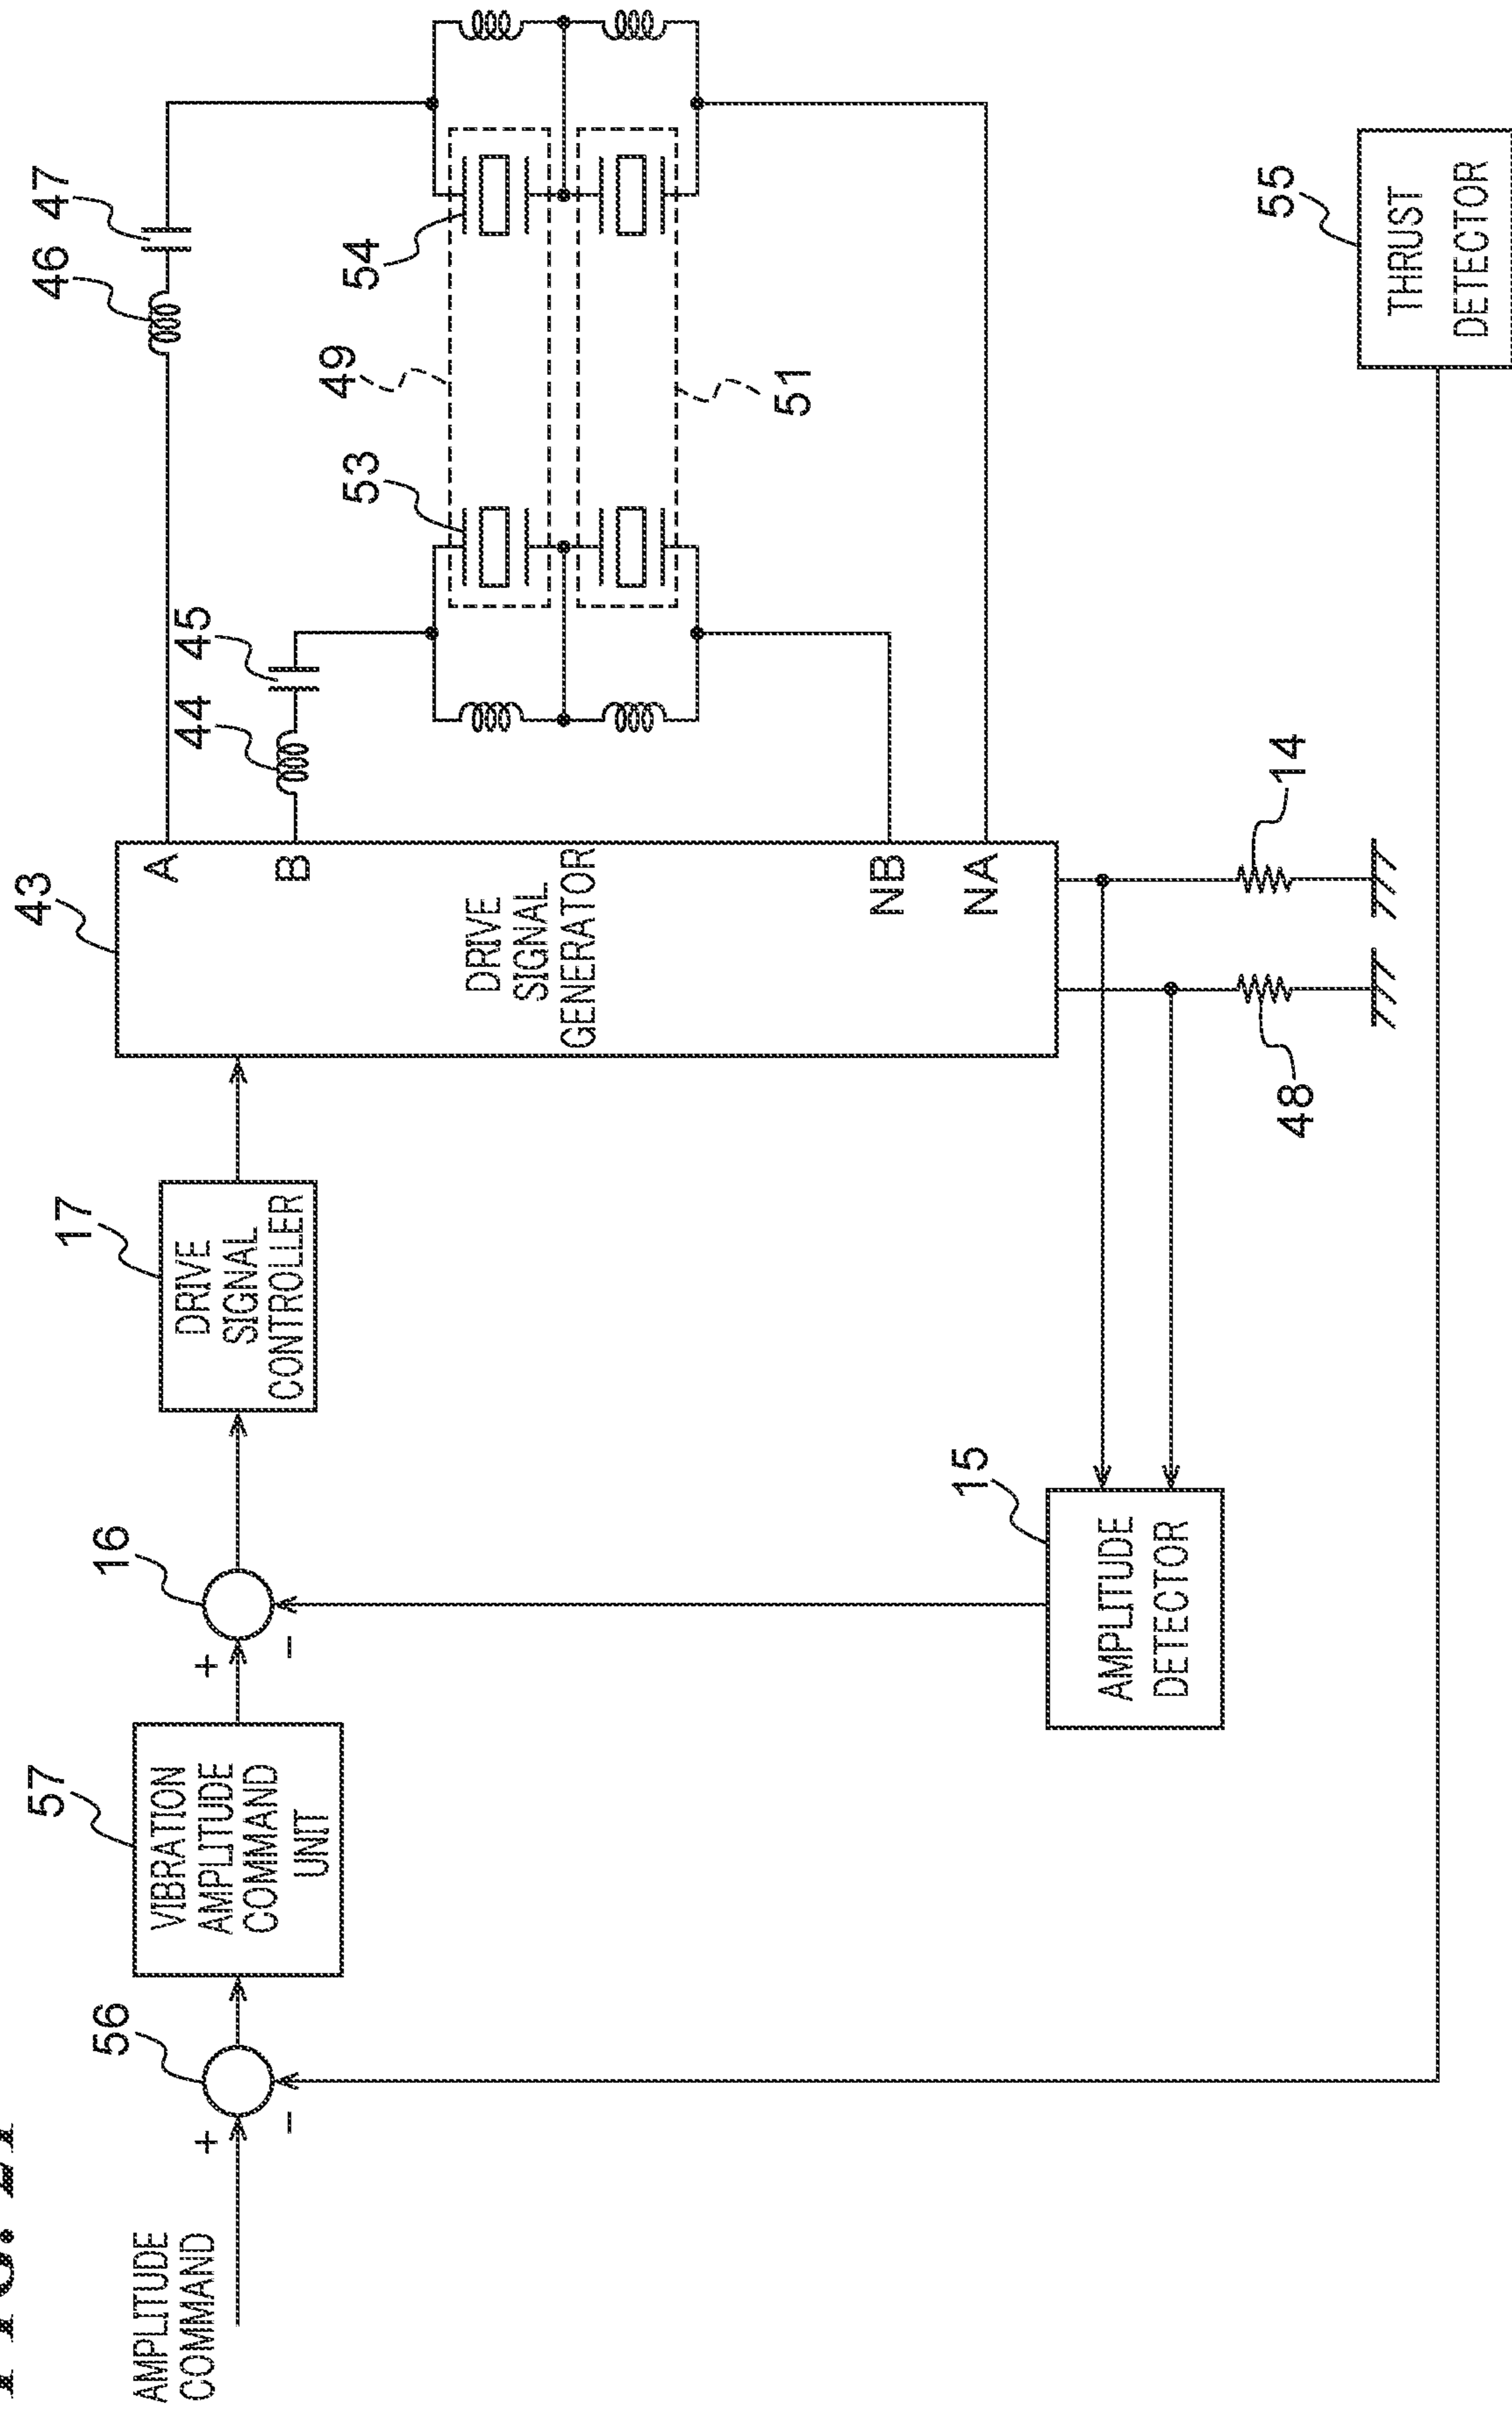 43
47
46
45
44
17
16
57
56
A
B
53
54
49
51
55
AMPLITUDE
COMMAND
+
−
VIBRATION
AMPLITUDE
COMMAND
UNIT
+
−
DRIVE
SIGNAL
CONTROLLER
DRIVE
SIGNAL
GENERATOR
NB
NA
15
AMPLITUDE
DETECTOR
48
14
THRUST
DETECTOR